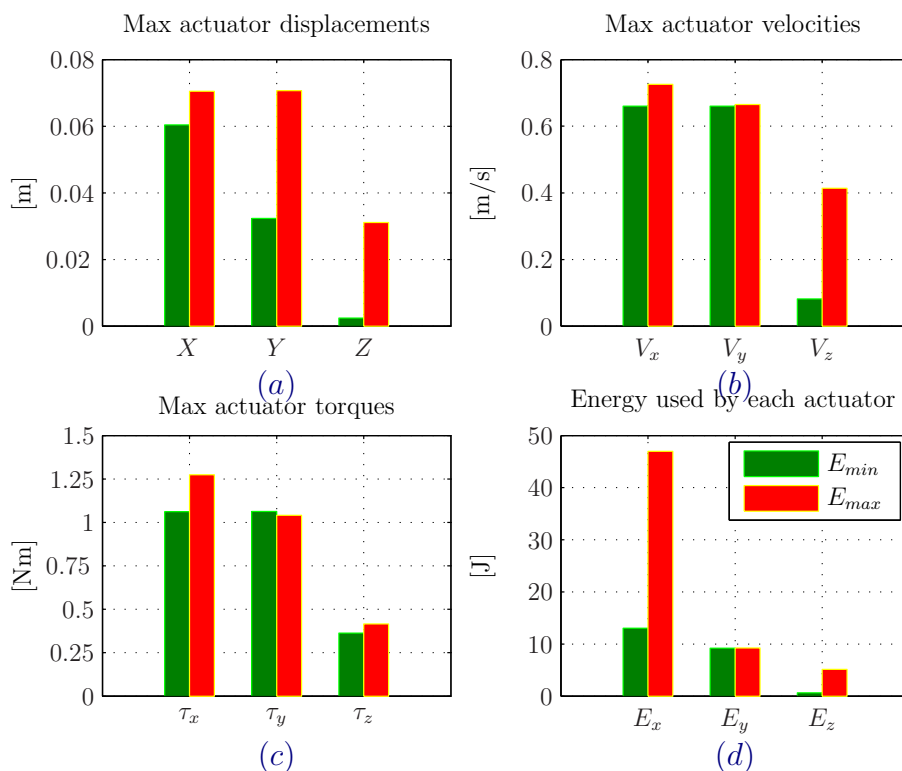 Max actuator displacements
0.08
0.06
0.04
0.02
0
[m]
X Y Z
(a)
Max actuator velocities
0.8
0.6
0.4
0.2
0
[m/s]
V_x V_y V_z
(b)
Max actuator torques
1.5
1.25
1
0.75
0.5
0.25
0
[Nm]
τ_x τ_y τ_z
(c)
Energy used by each actuator
50
40
30
20
10
0
[J]
E_min
E_max
E_x E_y E_z
(d)